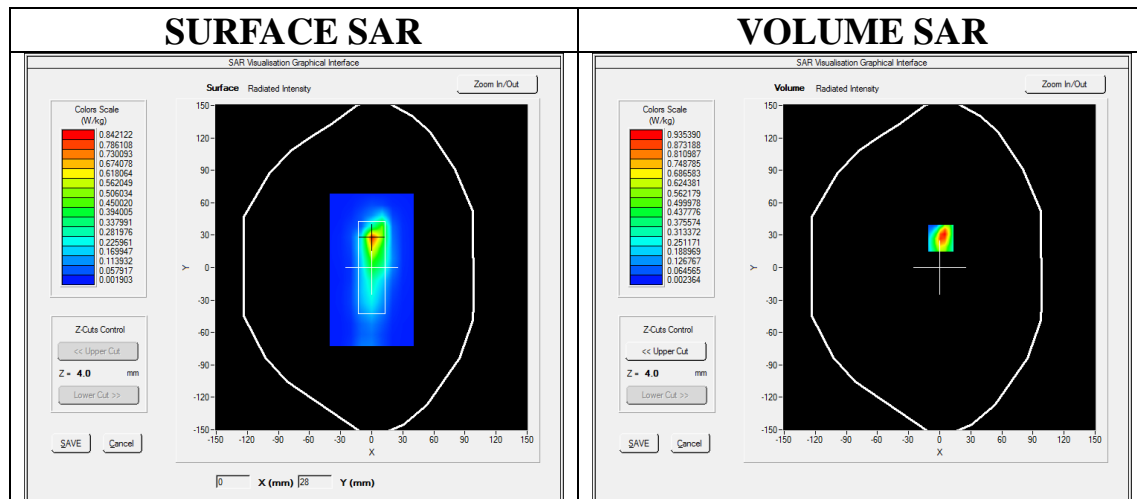 SURFACE SAR
SAR Visualisation Graphical Interface
Surface Radiated Intensity
Zoom In/Out
Colors Scale
(W/kg)
0.842122
0.786108
0.730093
0.674078
0.618064
0.562049
0.506034
0.450020
0.394005
0.337991
0.281976
0.225961
0.169947
0.113932
0.057917
0.001903
Z-Cuts Control
<< Upper Cut
Z = 4.0 mm
Lower Cut >>
SAVE Cancel
150
120
90
60
30
0
-30
-60
-90
-120
-150
Y
-150 -120 -90 -60 -30 0 30 60 90 120 150
X
0 X (mm) 28 Y (mm)
VOLUME SAR
SAR Visualisation Graphical Interface
Volume Radiated Intensity
Zoom In/Out
Colors Scale
(W/kg)
0.935390
0.873188
0.810987
0.748785
0.686583
0.624381
0.562179
0.499978
0.437776
0.375574
0.313372
0.251171
0.188969
0.126767
0.064565
0.002364
Z-Cuts Control
<< Upper Cut
Z = 4.0 mm
Lower Cut >>
SAVE Cancel
150
120
90
60
30
0
-30
-60
-90
-120
-150
Y
-150 -120 -90 -60 -30 0 30 60 90 120 150
X